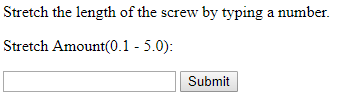 Stretch the length of the screw by typing a number.
Stretch Amount(0.1 - 5.0):
Submit